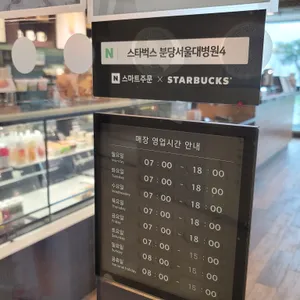 N 스타벅스 분당서울대병원4
N 스마트주문 × STARBUCKS
매장 영업시간 안내
월요일 07 : 00 - 18 : 00
화요일 07 : 00 - 18 : 00
수요일 07 : 00 - 18 : 00
목요일 07 : 00 - 18 : 00
금요일 07 : 00 - 18 : 00
토요일 08 : 00 - 15 : 00
일요일 08 : 00 - 15 : 00
공휴일 08 : 00 - 15 : 00